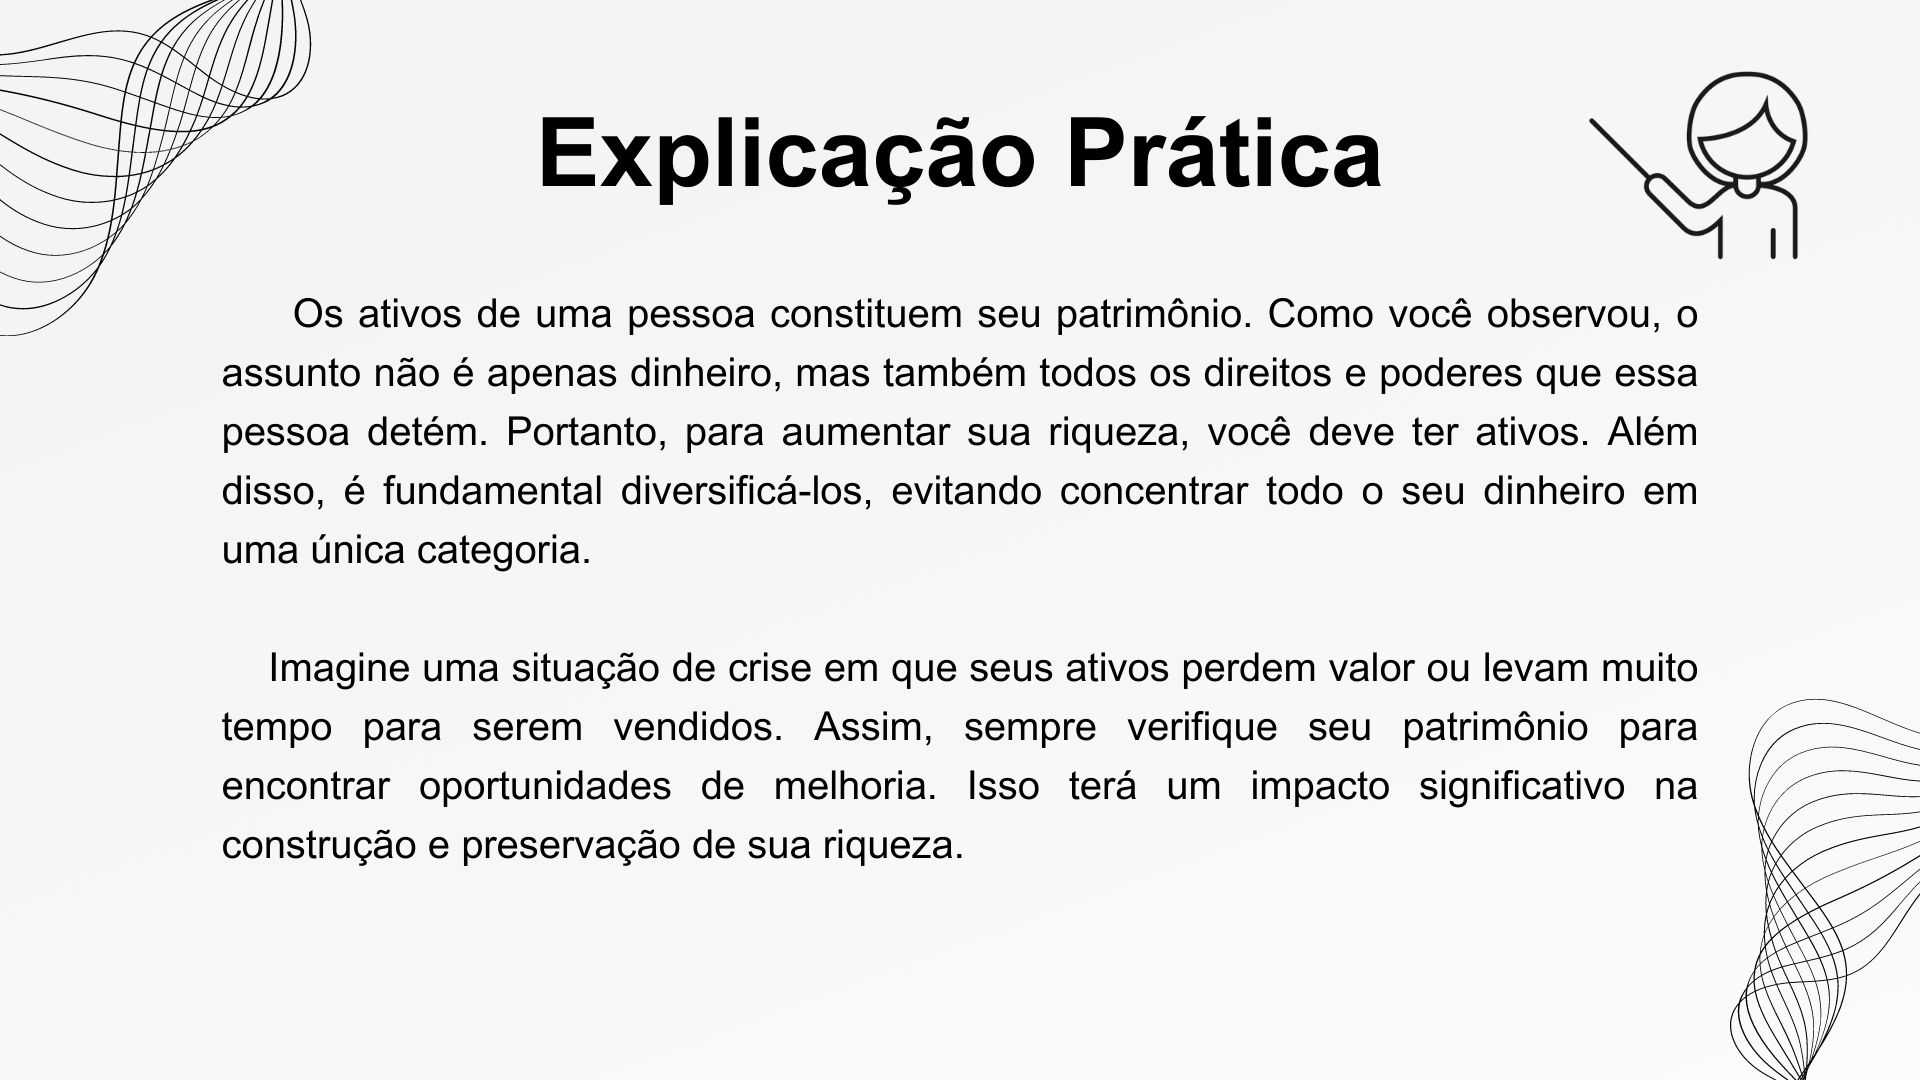 Explicação Prática
Os ativos de uma pessoa constituem seu patrimônio. Como você observou, o
assunto não é apenas dinheiro, mas também todos os direitos e poderes que essa
pessoa detém. Portanto, para aumentar sua riqueza, você deve ter ativos. Além
disso, é fundamental diversificá-los, evitando concentrar todo o seu dinheiro em
uma única categoria.
Imagine uma situação de crise em que seus ativos perdem valor ou levam muito
tempo para serem vendidos. Assim, sempre verifique seu patrimônio para
encontrar oportunidades de melhoria. Isso terá um impacto significativo na
construção e preservação de sua riqueza.